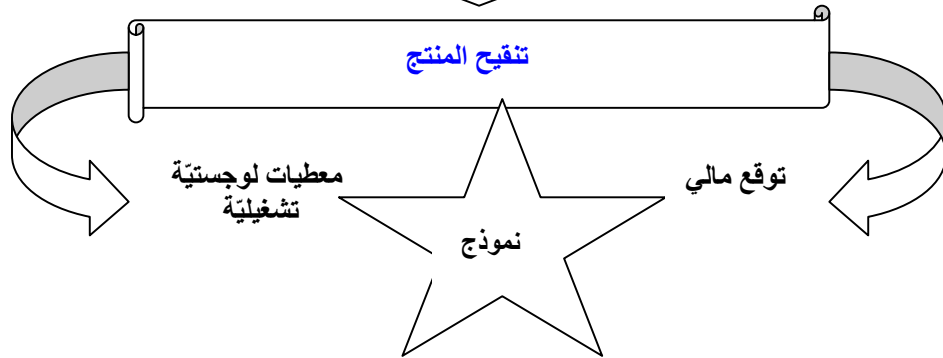 تنقيح المنتج
توقع مالي
معطيات لوجستيّة
تشغيليّة
نموذج